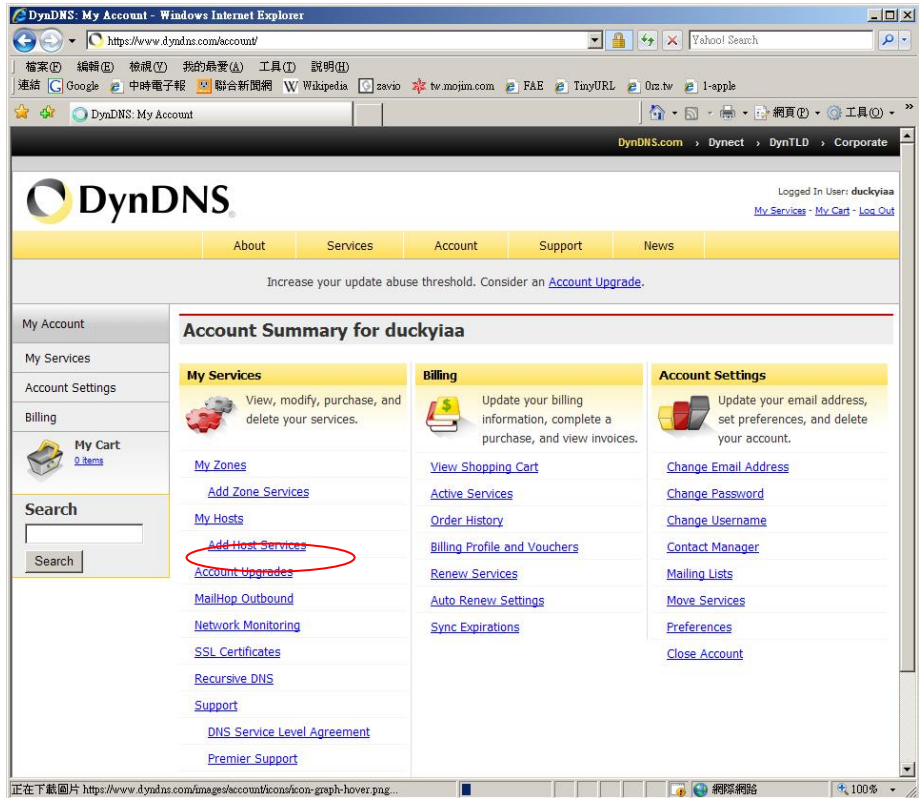 DynDNS: My Account - Windows Internet Explorer
https://www.dyndns.com/account/
Yahoo! Search
檔案(F) 編輯(E) 檢視(V) 我的最愛(A) 工具(T) 說明(H)
連結 Google 中時電子報 聯合新聞網 Wikipedia zavio tw.mojim.com FAE TinyURL 0rz.tw 1-apple
DynDNS: My Account
網頁(P) 工具(O) »
DynDNS.com › Dynect › DynTLD › Corporate
DynDNS
Logged In User: duckyiaa
My Services - My Cart - Log Out
About Services Account Support News
Increase your update abuse threshold. Consider an Account Upgrade.
My Account
My Services
Account Settings
Billing
My Cart
0 items
Search
Search
Account Summary for duckyiaa
My Services
View, modify, purchase, and
delete your services.
My Zones
Add Zone Services
My Hosts
Add Host Services
Account Upgrades
MailHop Outbound
Network Monitoring
SSL Certificates
Recursive DNS
Support
DNS Service Level Agreement
Premier Support
Billing
Update your billing
information, complete a
purchase, and view invoices.
View Shopping Cart
Active Services
Order History
Billing Profile and Vouchers
Renew Services
Auto Renew Settings
Sync Expirations
Account Settings
Update your email address,
set preferences, and delete
your account.
Change Email Address
Change Password
Change Username
Contact Manager
Mailing Lists
Move Services
Preferences
Close Account
正在下載圖片 https://www.dyndns.com/images/account/icons/icon-graph-hover.png...
網際網路
100%